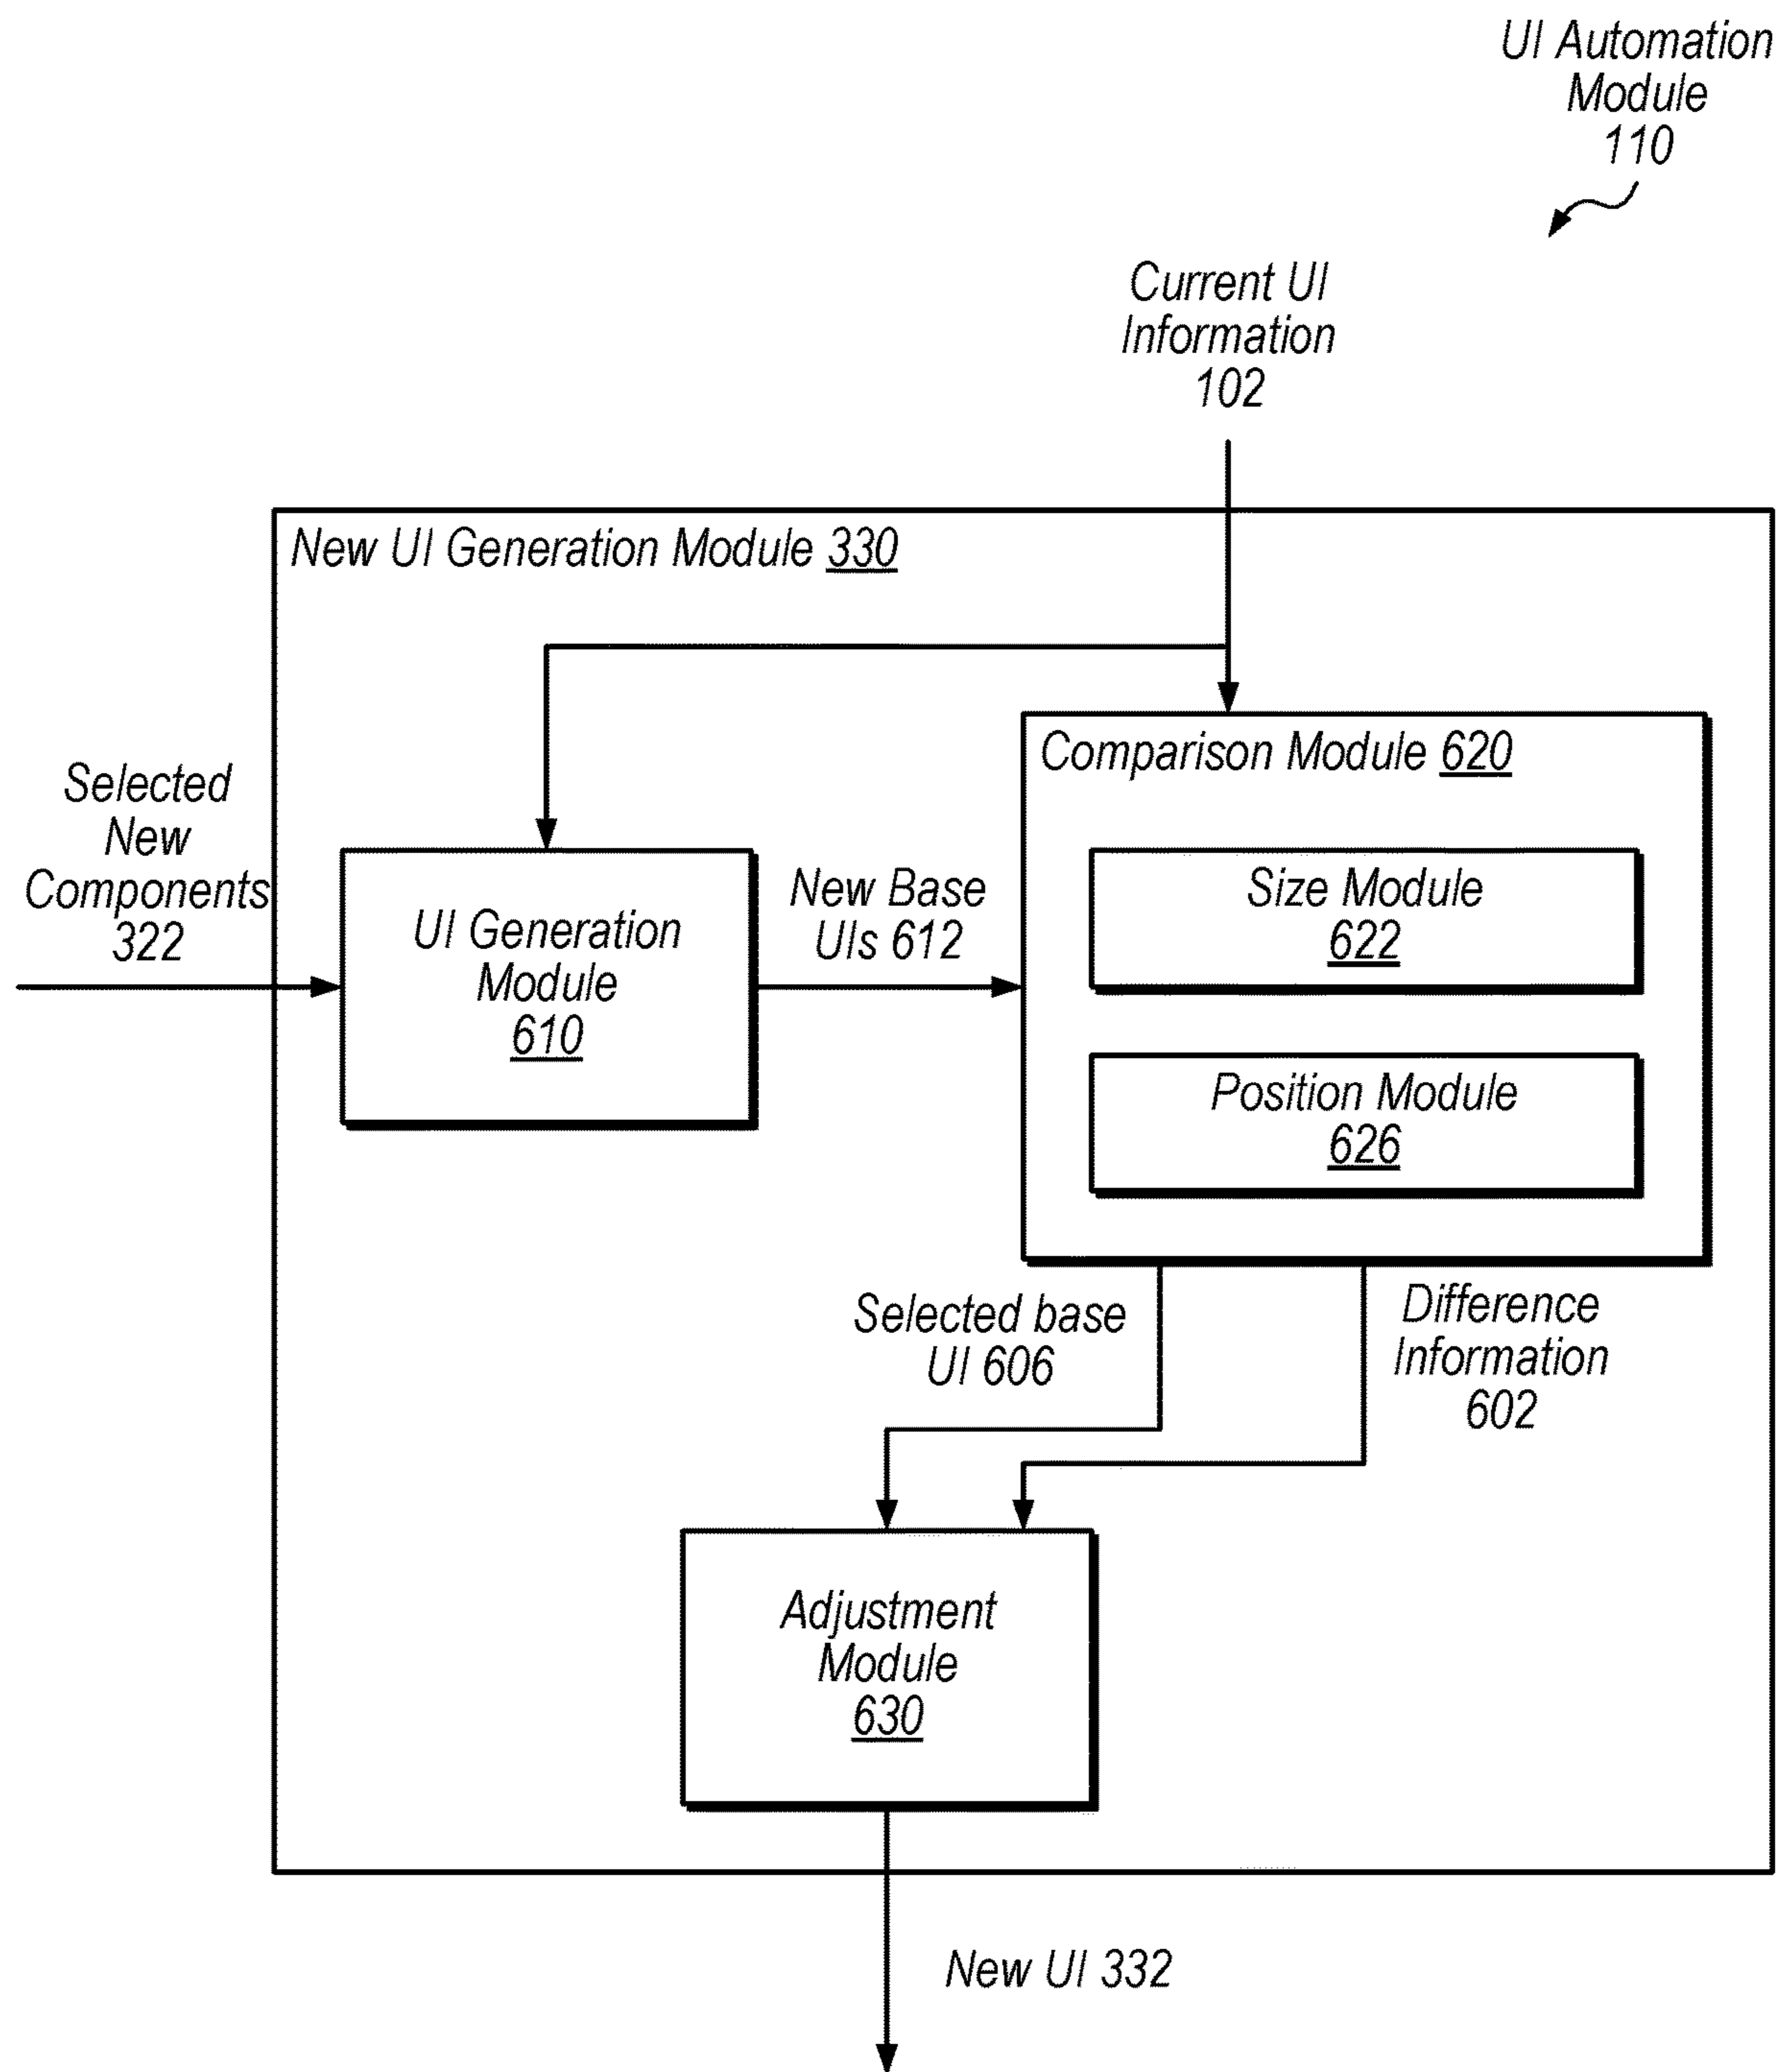 UI Automation
Module
110
Current UI
Information
102
New UI Generation Module 330
Comparison Module 620
Selected
New
Components
322
Size Module
622
New Base
UIs 612
UI Generation
Module
610
Position Module
626
Selected base
UI 606
Difference
Information
602
Adjustment
Module
630
New UI 332